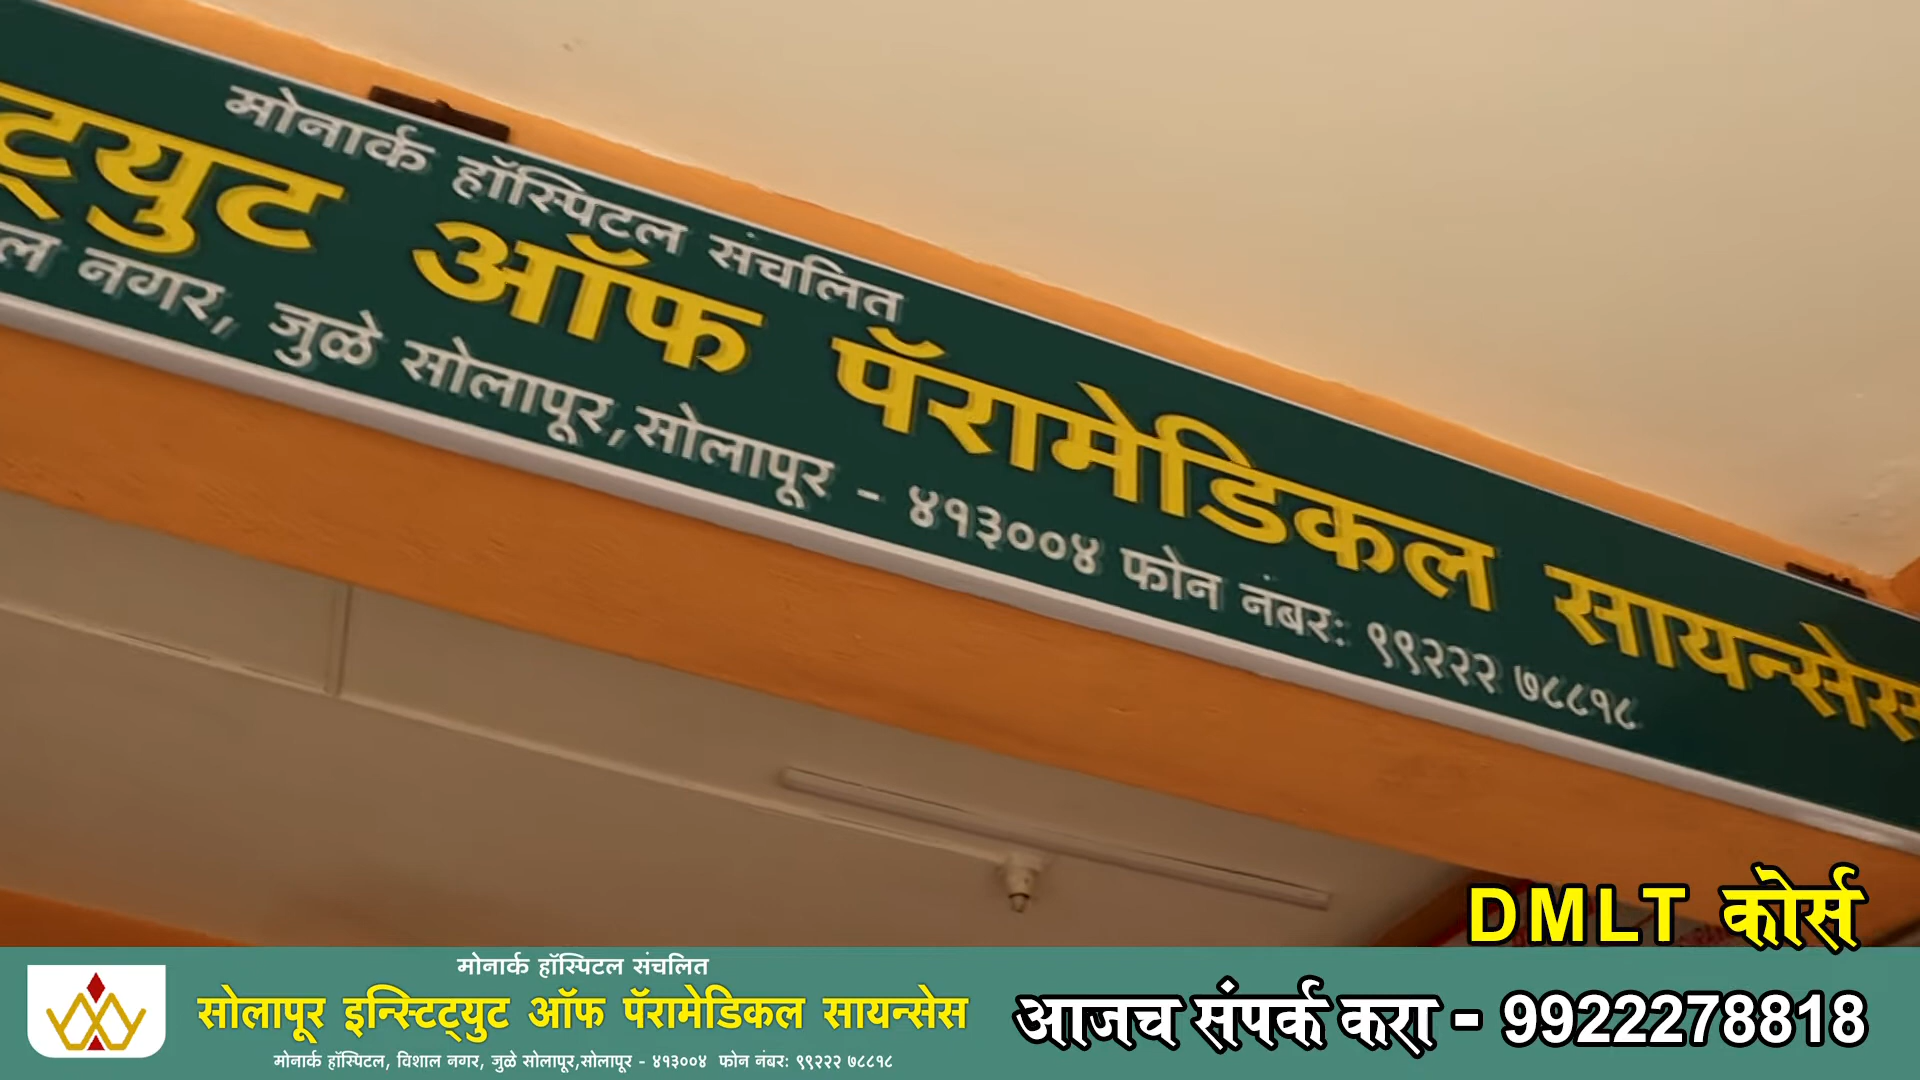 मोनार्क हॉस्पिटल संचलित
ट्युट ऑफ पॅरामेडिकल सायन्सेस
ल नगर, जुळे सोलापूर,सोलापूर - ४१३००४ फोन नंबर: ९९२२२ ७८८१८
DMLT कोर्स
मोनार्क हॉस्पिटल संचलित
सोलापूर इन्स्टिट्युट ऑफ पॅरामेडिकल सायन्सेस
मोनार्क हॉस्पिटल, विशाल नगर, जुळे सोलापूर,सोलापूर - ४१३००४ फोन नंबर: ९९२२२ ७८८१८
आजच संपर्क करा - 9922278818